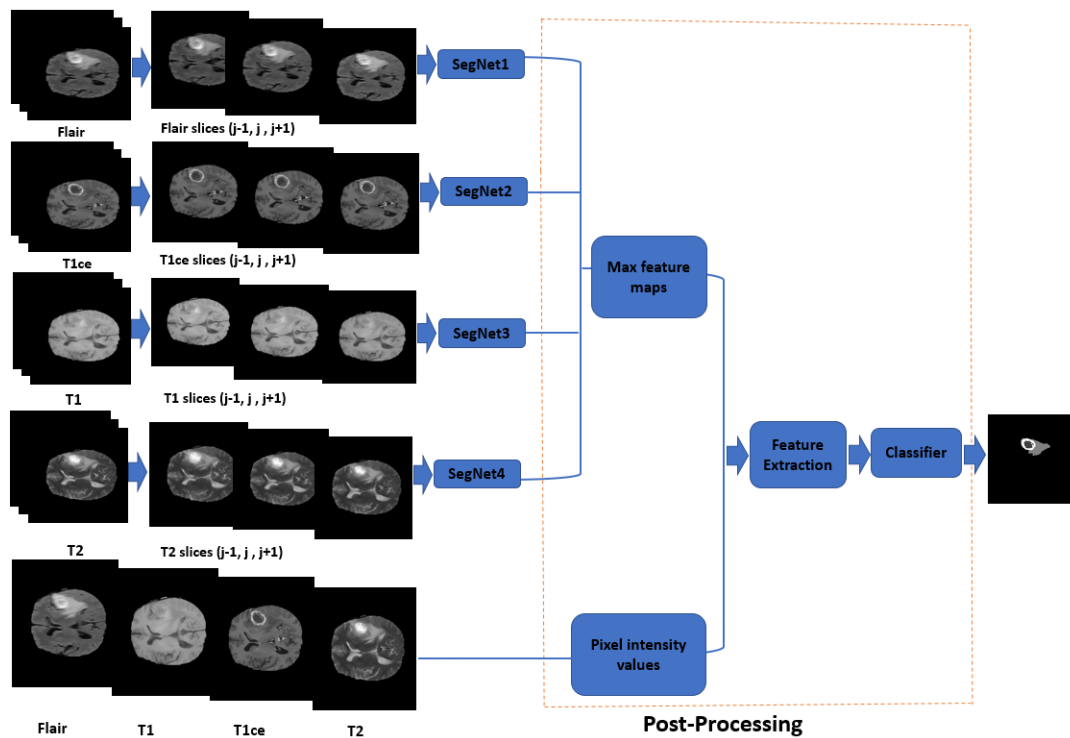 SegNet1
Flair
Flair slices (j-1, j , j+1)
SegNet2
T1ce
T1ce slices (j-1, j , j+1)
Max feature
maps
SegNet3
T1
T1 slices (j-1, j , j+1)
Feature
Extraction
Classifier
SegNet4
T2
T2 slices (j-1, j , j+1)
Pixel intensity
values
Flair
T1
T1ce
T2
Post-Processing